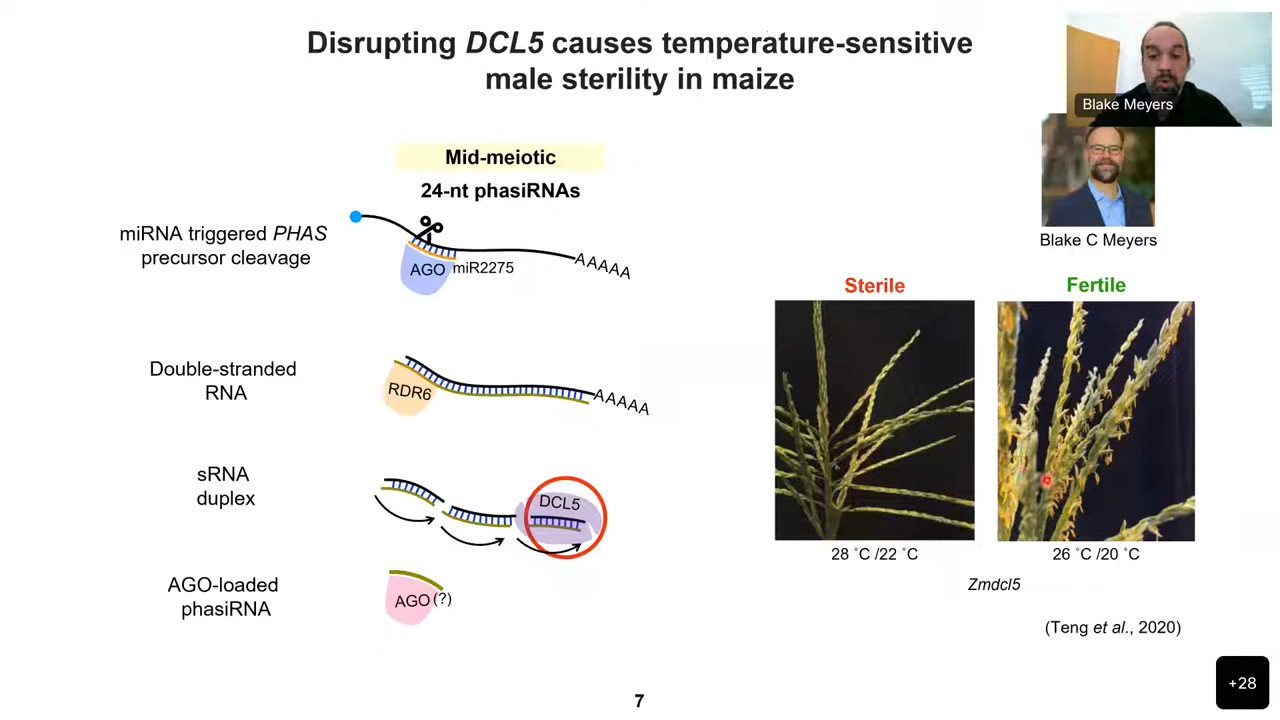 Disrupting DCL5 causes temperature-sensitive
male sterility in maize
Blake Meyers
Blake C Meyers
Mid-meiotic
24-nt phasiRNAs
miRNA triggered PHAS
precursor cleavage
AGO
miR2275
AAAAA
Double-stranded
RNA
RDR6
AAAAA
sRNA
duplex
DCL5
AGO-loaded
phasiRNA
AGO (?)
Sterile
Fertile
28 ˚C /22 ˚C
26 ˚C /20 ˚C
Zmdcl5
(Teng et al., 2020)
7
+28